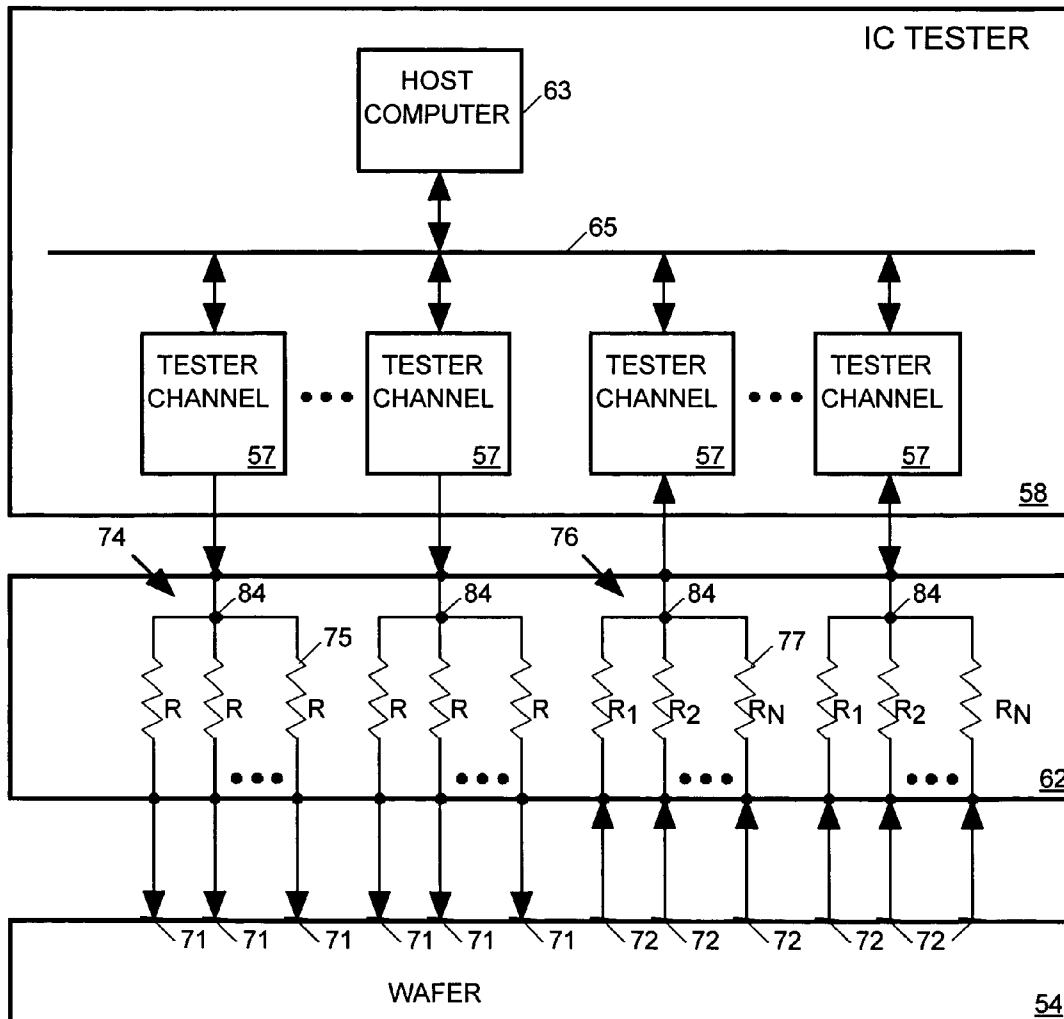 IC TESTER
HOST
COMPUTER
63
65
TESTER
CHANNEL
57
TESTER
CHANNEL
57
TESTER
CHANNEL
57
TESTER
CHANNEL
57
58
74
76
84
84
84
84
75
77
R R R R R R R1 R2 RN R1 R2 RN
62
71 71 71 71 71 71 72 72 72 72 72
WAFER
54